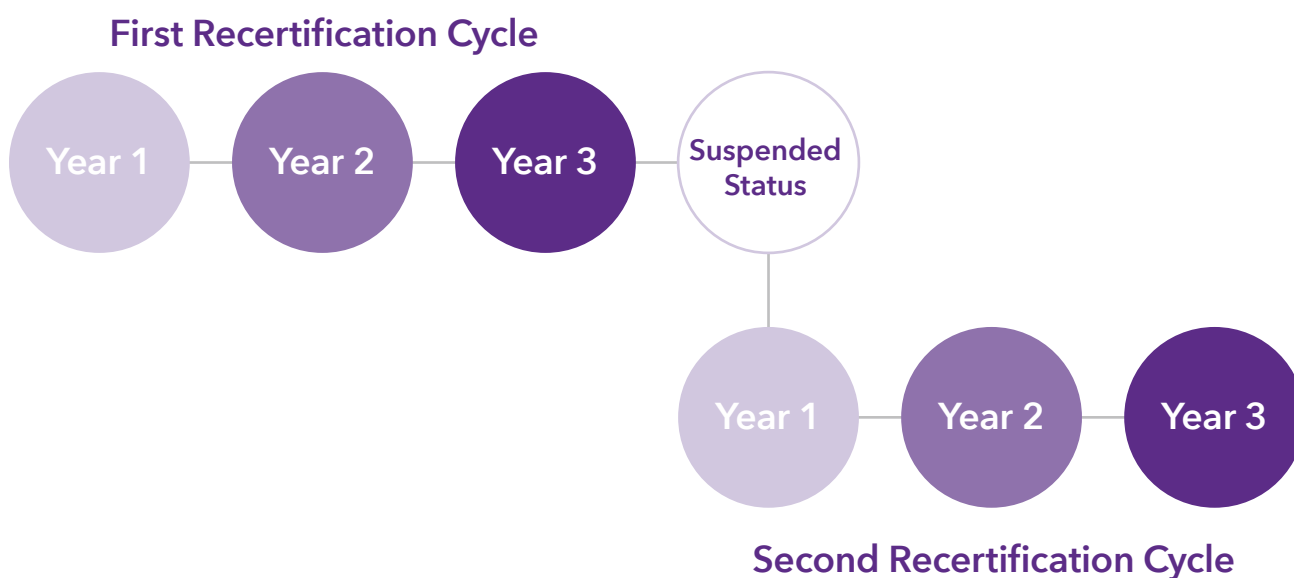 First Recertification Cycle
Year 1
Year 2
Year 3
Suspended
Status
Year 1
Year 2
Year 3
Second Recertification Cycle